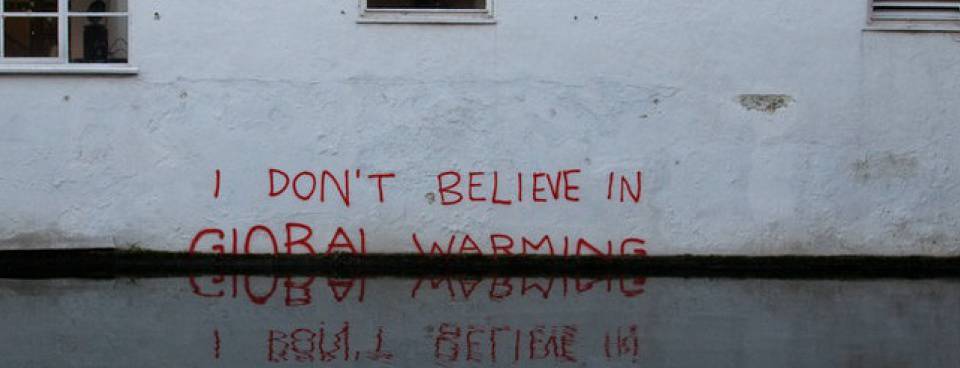 I DON'T BELIEVE IN
GLOBAL WARMING